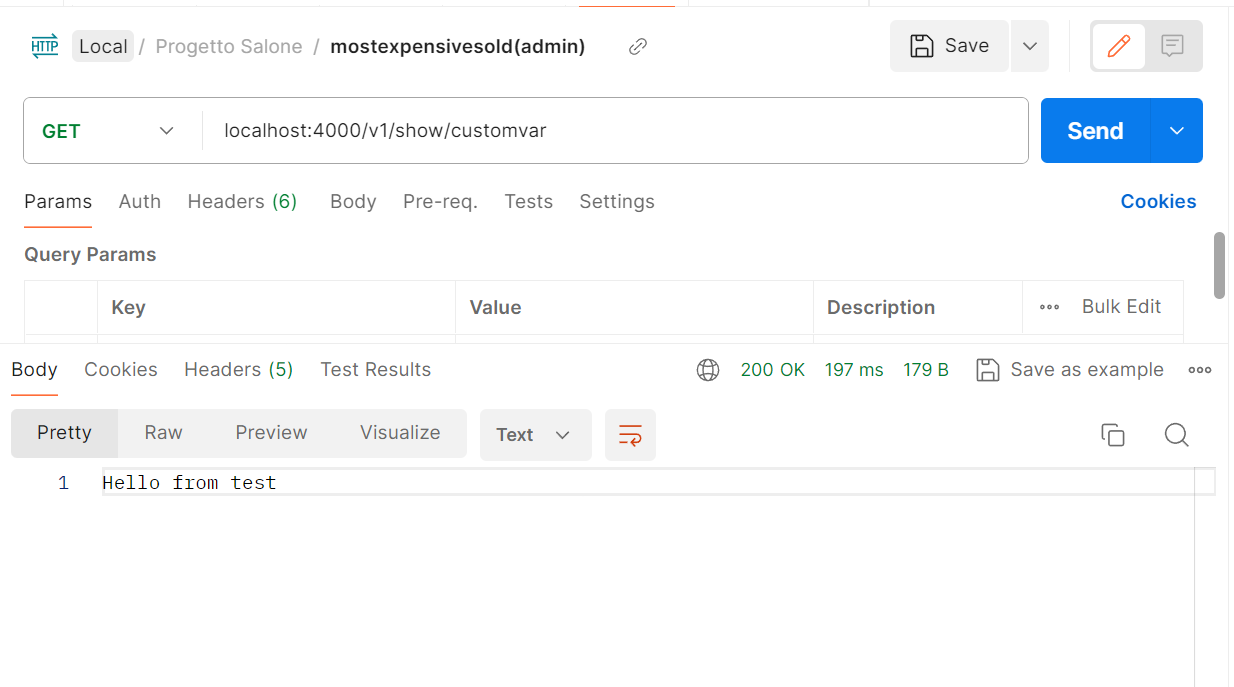 HTTP Local / Progetto Salone / mostexpensivesold(admin) Save
GET localhost:4000/v1/show/customvar Send
Params Auth Headers (6) Body Pre-req. Tests Settings Cookies
Query Params
Key Value Description Bulk Edit
Body Cookies Headers (5) Test Results 200 OK 197 ms 179 B Save as example
Pretty Raw Preview Visualize Text
1 Hello from test